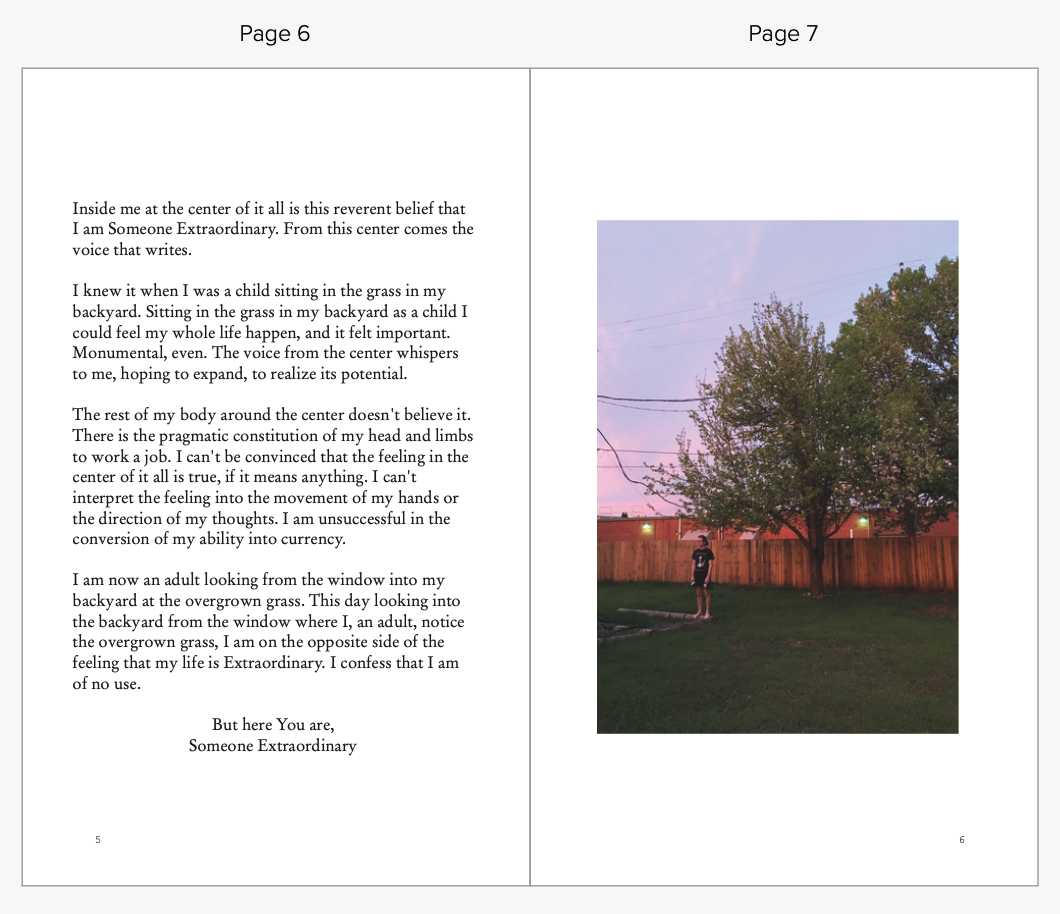 Page 6
Page 7
Inside me at the center of it all is this reverent belief that
I am Someone Extraordinary. From this center comes the
voice that writes.
I knew it when I was a child sitting in the grass in my
backyard. Sitting in the grass in my backyard as a child I
could feel my whole life happen, and it felt important.
Monumental, even. The voice from the center whispers
to me, hoping to expand, to realize its potential.
The rest of my body around the center doesn't believe it.
There is the pragmatic constitution of my head and limbs
to work a job. I can't be convinced that the feeling in the
center of it all is true, if it means anything. I can't
interpret the feeling into the movement of my hands or
the direction of my thoughts. I am unsuccessful in the
conversion of my ability into currency.
I am now an adult looking from the window into my
backyard at the overgrown grass. This day looking into
the backyard from the window where I, an adult, notice
the overgrown grass, I am on the opposite side of the
feeling that my life is Extraordinary. I confess that I am
of no use.
But here You are,
Someone Extraordinary
5
6